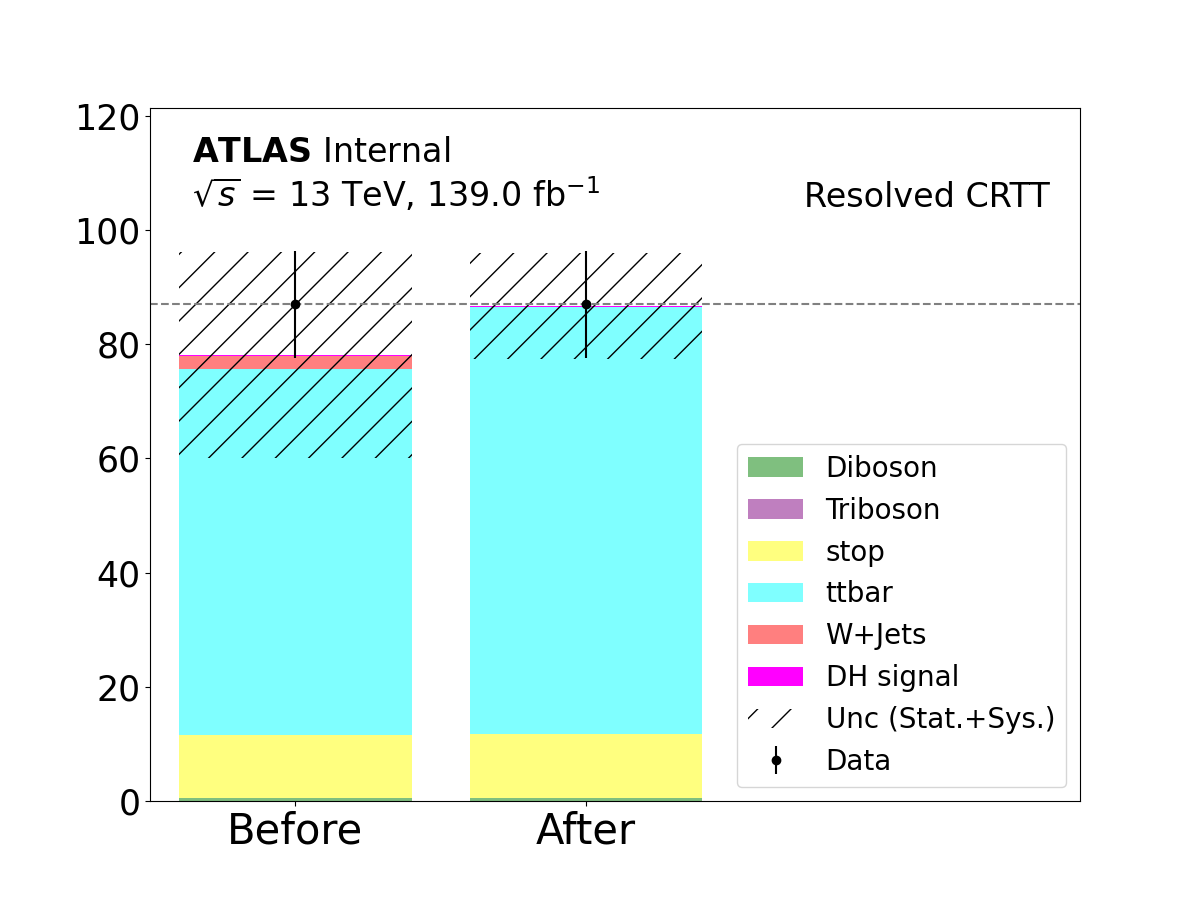 120
ATLAS Internal
√s = 13 TeV, 139.0 fb⁻¹
Resolved CRTT
100
80
60
40
20
0
Diboson
Triboson
stop
ttbar
W+Jets
DH signal
Unc (Stat.+Sys.)
Data
Before
After